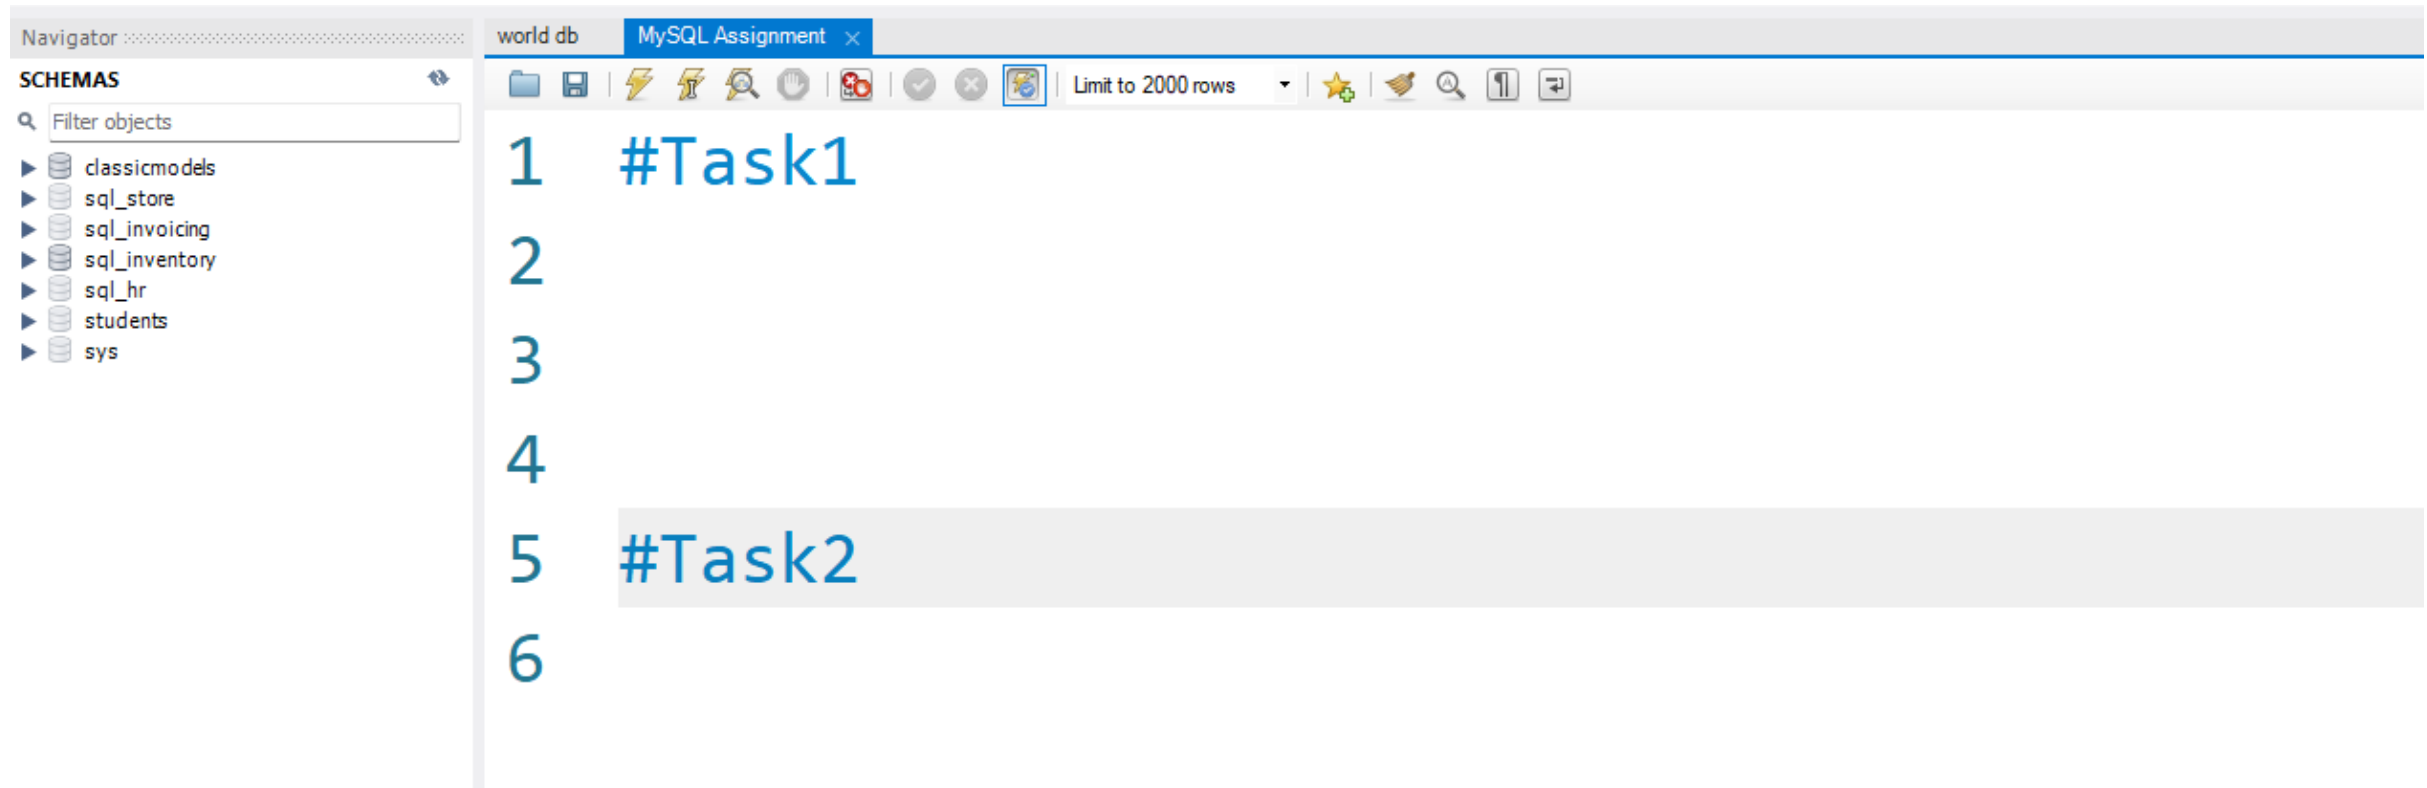 Navigator
SCHEMAS
Filter objects
classicmodels
sql_store
sql_invoicing
sql_inventory
sql_hr
students
sys
world db
MySQL Assignment
Limit to 2000 rows
1 #Task1
2
3
4
5 #Task2
6